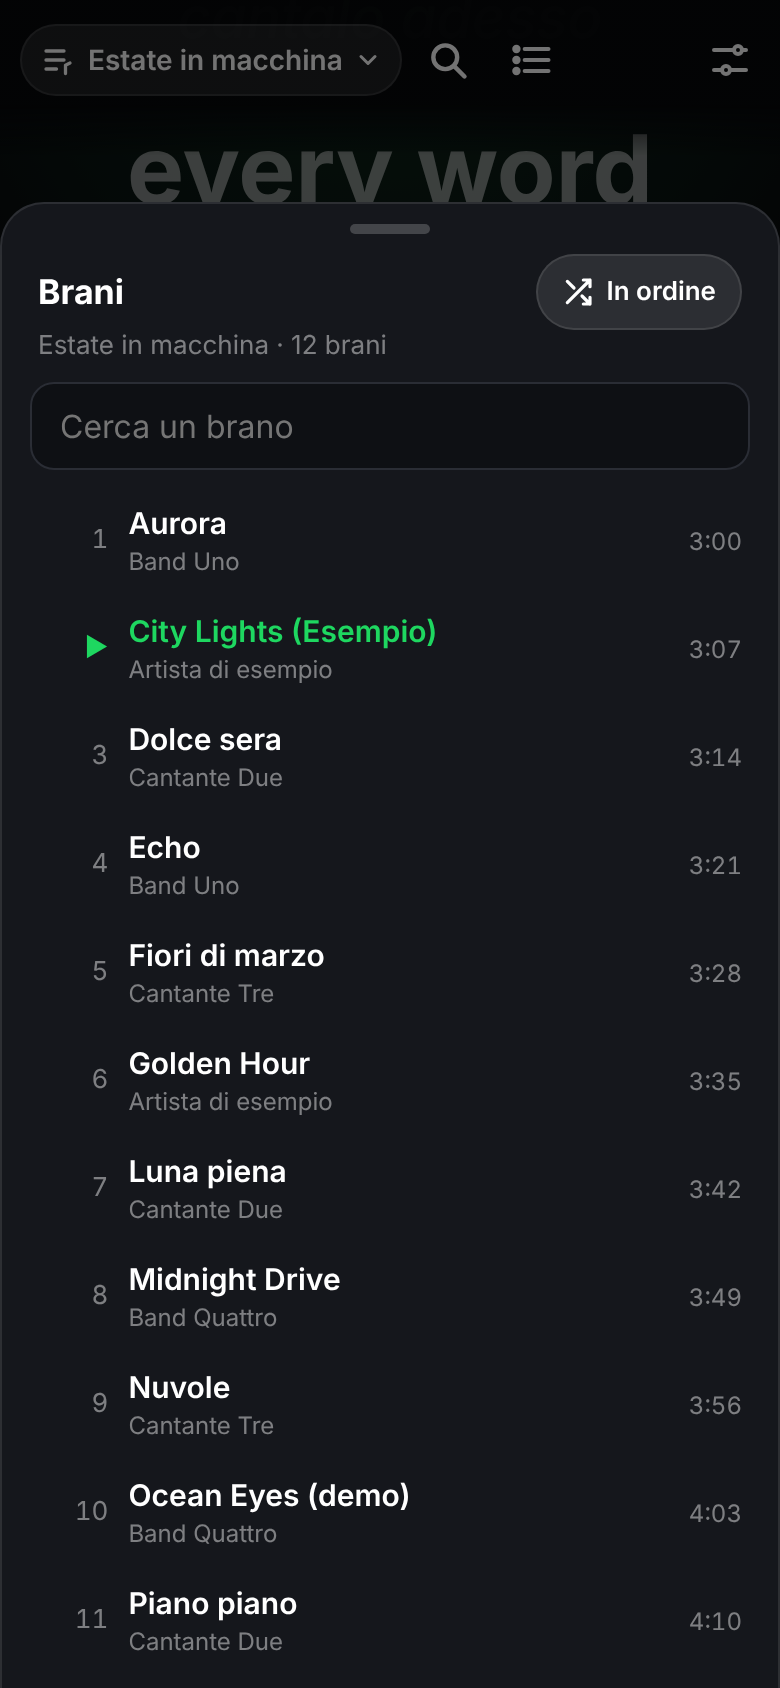 Estate in macchina
every word
Brani
In ordine
Estate in macchina · 12 brani
Cerca un brano
1
Aurora
Band Uno
3:00
City Lights (Esempio)
Artista di esempio
3:07
3
Dolce sera
Cantante Due
3:14
4
Echo
Band Uno
3:21
5
Fiori di marzo
Cantante Tre
3:28
6
Golden Hour
Artista di esempio
3:35
7
Luna piena
Cantante Due
3:42
8
Midnight Drive
Band Quattro
3:49
9
Nuvole
Cantante Tre
3:56
10
Ocean Eyes (demo)
Band Quattro
4:03
11
Piano piano
Cantante Due
4:10